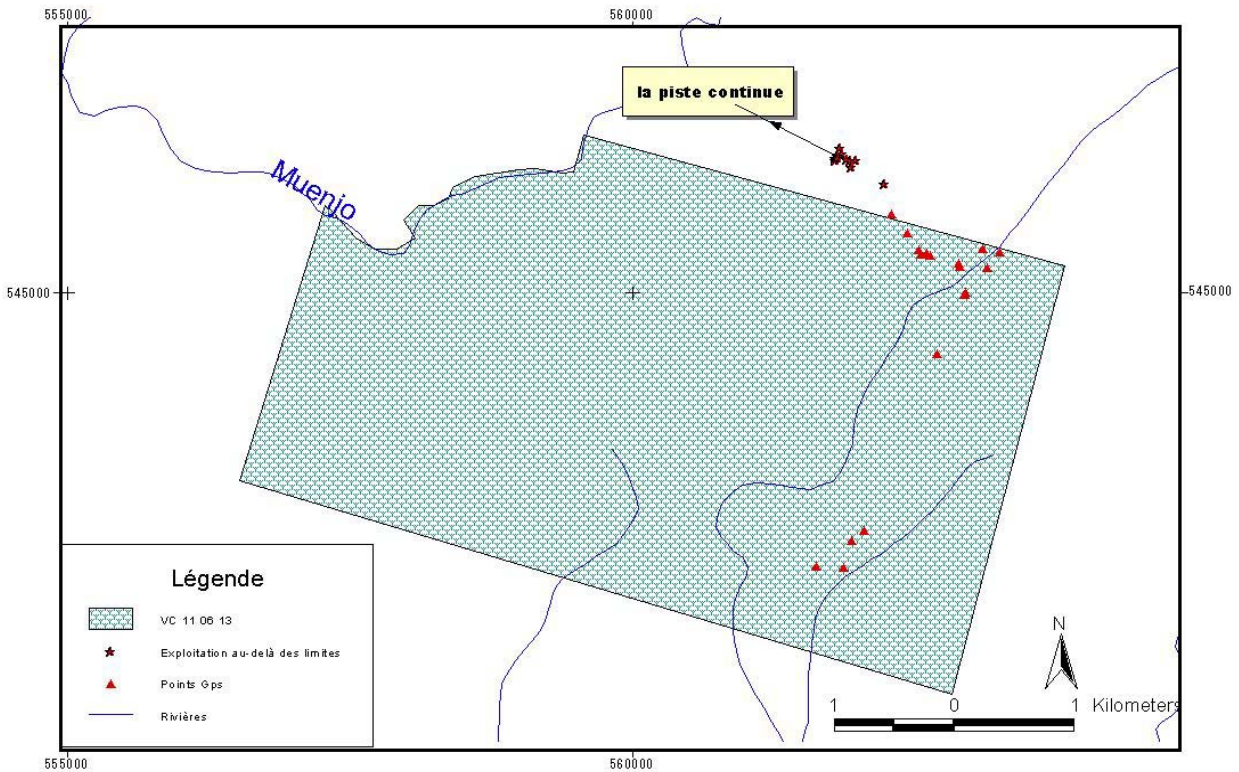 555000
560000
la piste continue
Muenjo
545000
545000
Légende
VC 11 06 13
Exploitation au-delà des limites
Points Gps
Rivières
N
1 0 1 Kilometers
555000
560000